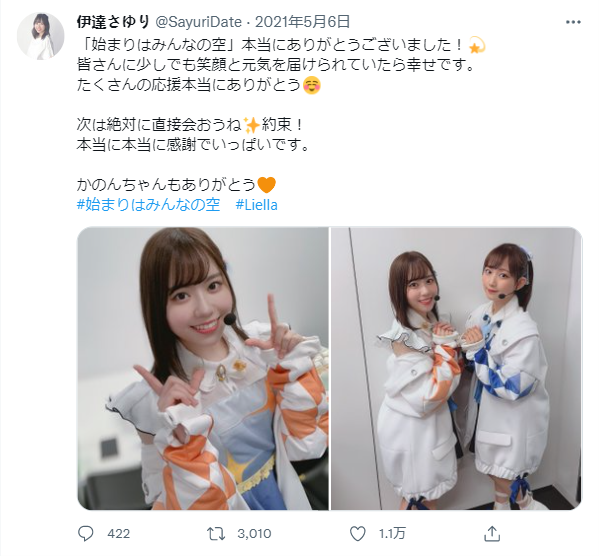 伊達さゆり @SayuriDate · 2021年5月6日
「始まりはみんなの空」本当にありがとうございました！💫
皆さんに少しでも笑顔と元気を届けられていたら幸せです。
たくさんの応援本当にありがとう☺️
次は絶対に直接会おうね✨約束！
本当に本当に感謝でいっぱいです。
かのんちゃんもありがとう🧡
#始まりはみんなの空 #Liella
422 3,010 1.1万